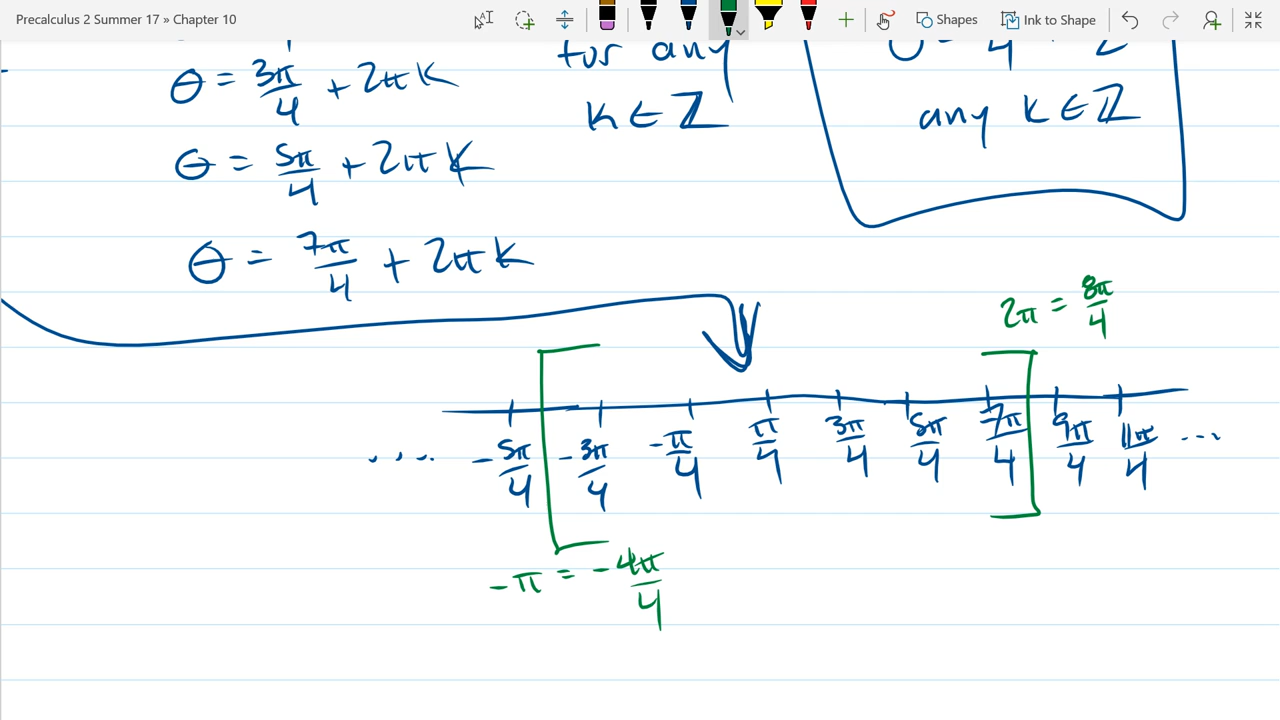 Precalculus 2 Summer 17 » Chapter 10
Shapes
Ink to Shape
θ = 3π/4 + 2πk
for any
k ∈ ℤ
any k ∈ ℤ
θ = 5π/4 + 2πk
θ = 7π/4 + 2πk
2π = 8π/4
.... -5π/4 -3π/4 -π/4 π/4 3π/4 5π/4 7π/4 9π/4 11π/4 ...
-π = -4π/4